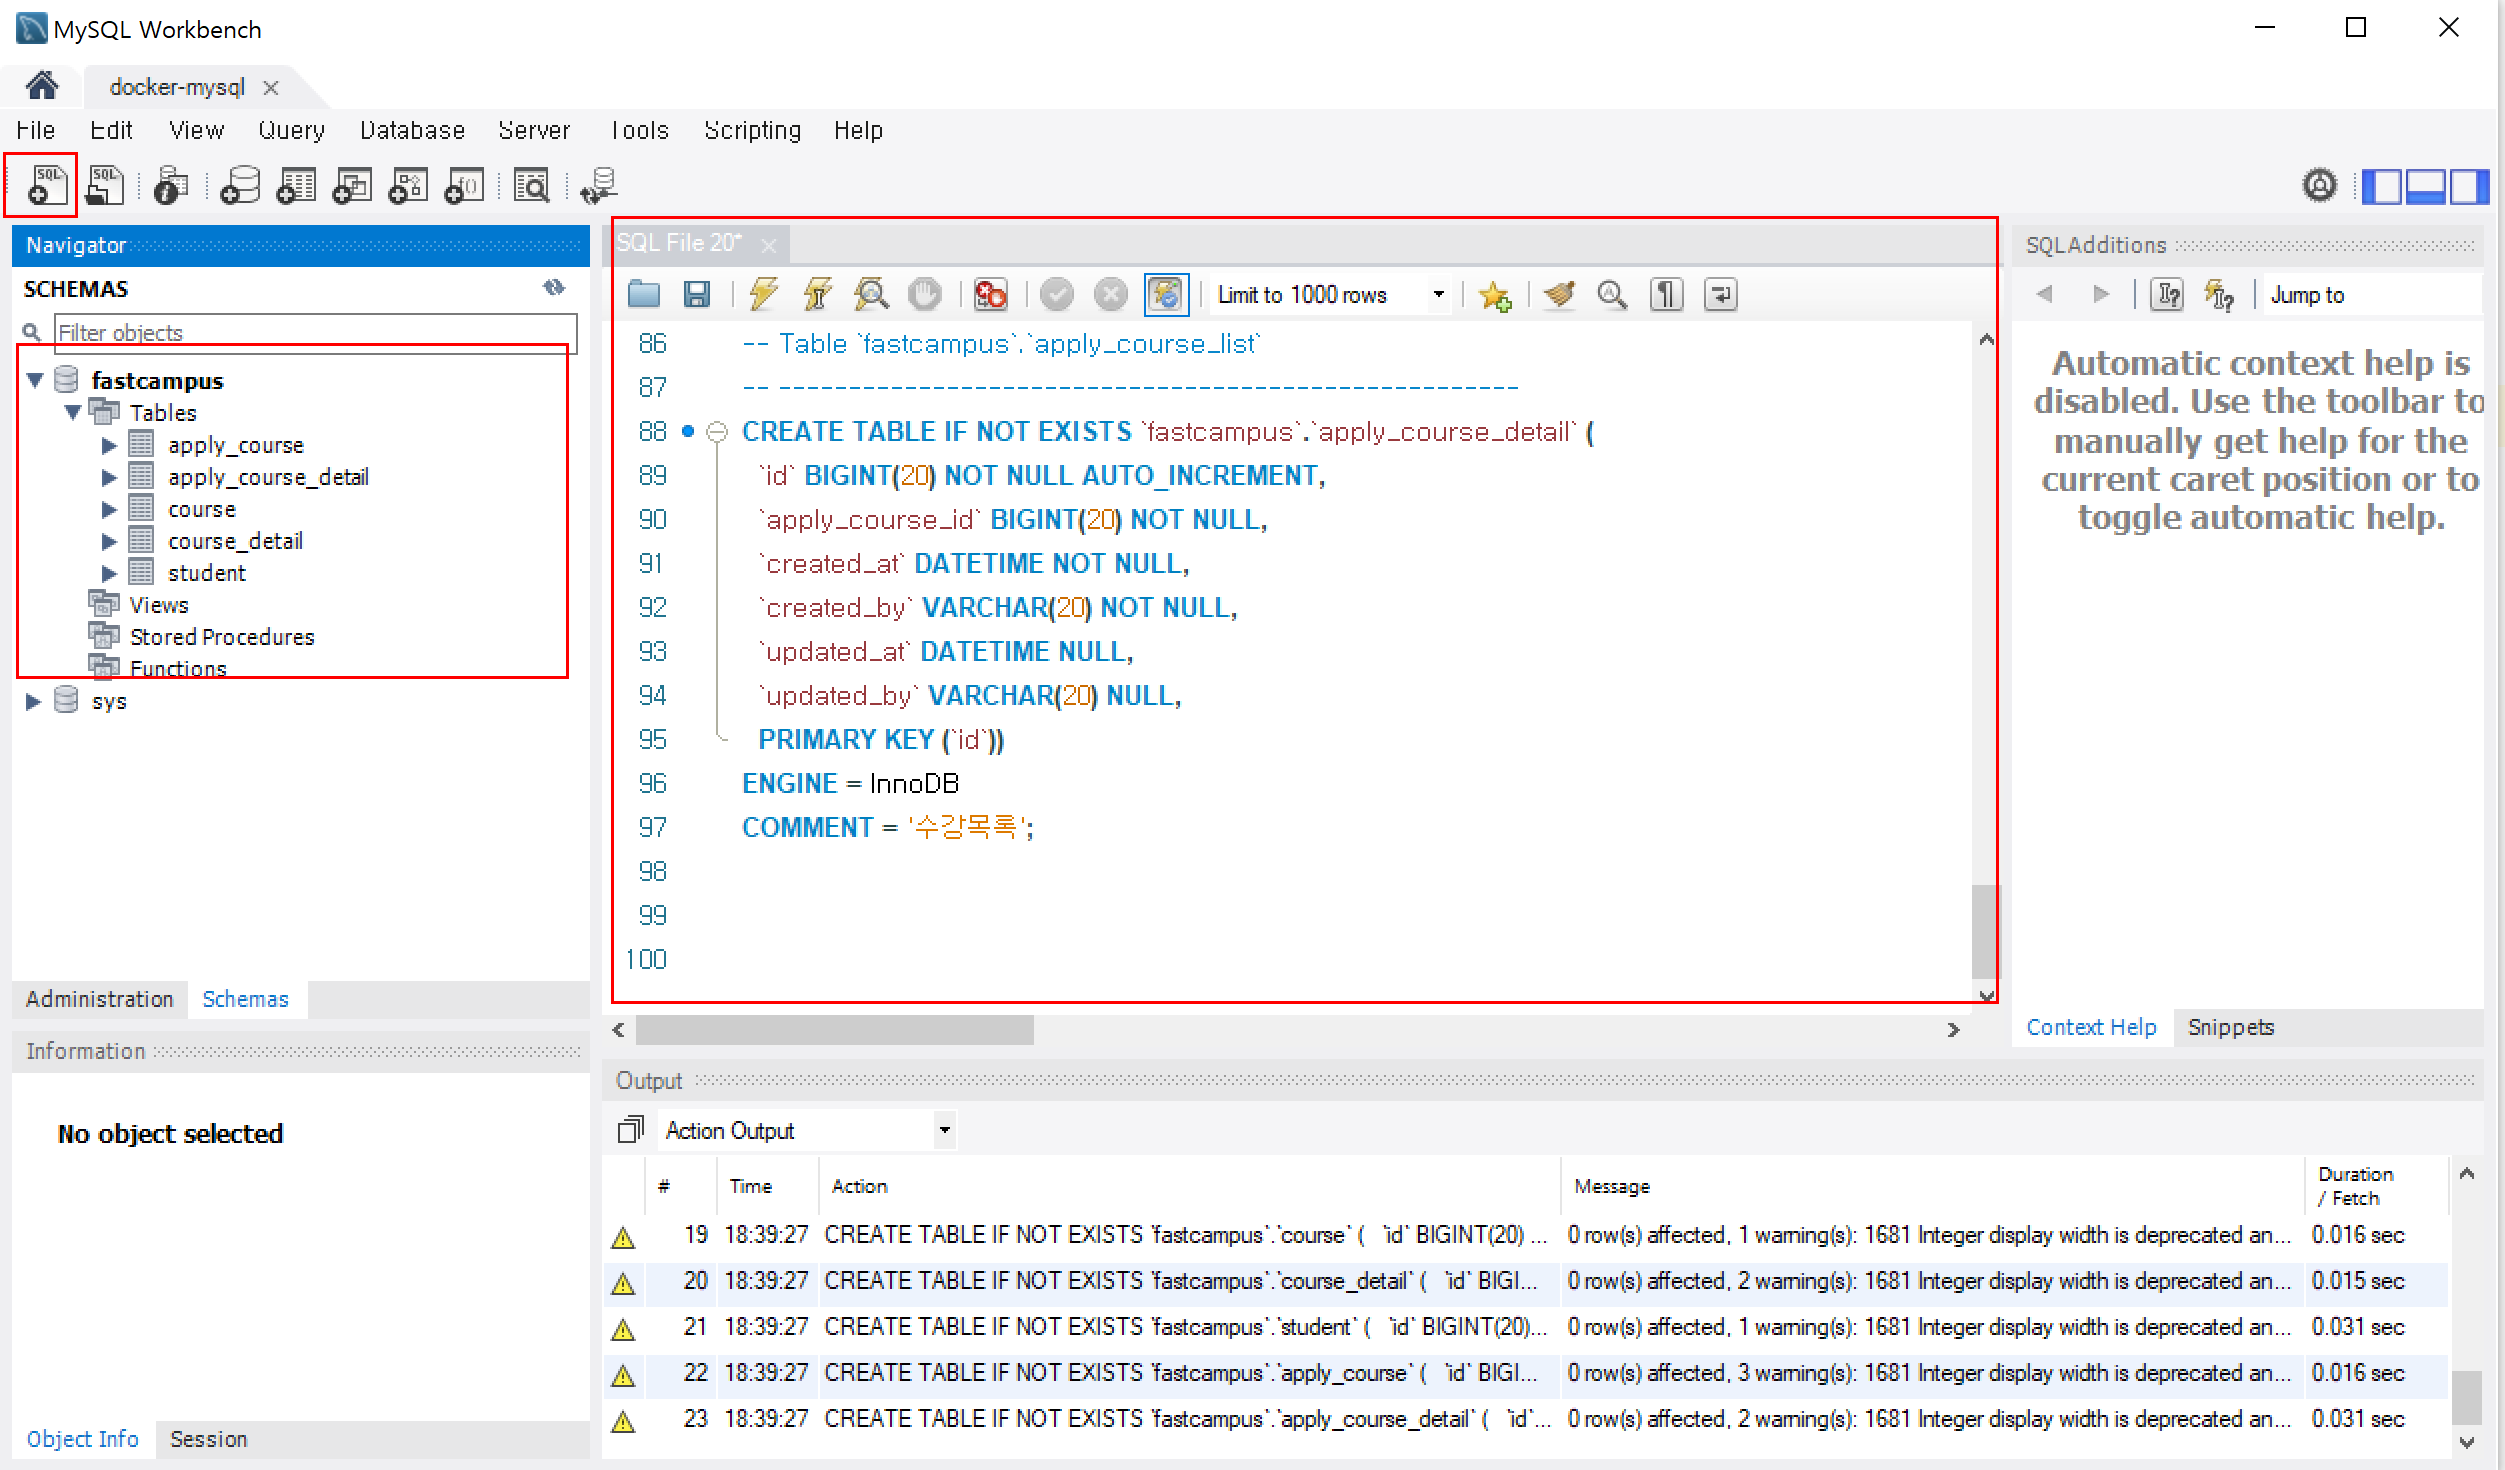 MySQL Workbench
docker-mysql
File Edit View Query Database Server Tools Scripting Help
Navigator
SCHEMAS
Filter objects
fastcampus
Tables
apply_course
apply_course_detail
course
course_detail
student
Views
Stored Procedures
Functions
sys
Administration Schemas
Information
No object selected
Object Info Session
SQL File 20*
Limit to 1000 rows
86 -- Table `fastcampus`.`apply_course_list`
87 -- -----------------------------------------------------
88 CREATE TABLE IF NOT EXISTS `fastcampus`.`apply_course_detail` (
89 `id` BIGINT(20) NOT NULL AUTO_INCREMENT,
90 `apply_course_id` BIGINT(20) NOT NULL,
91 `created_at` DATETIME NOT NULL,
92 `created_by` VARCHAR(20) NOT NULL,
93 `updated_at` DATETIME NULL,
94 `updated_by` VARCHAR(20) NULL,
95 PRIMARY KEY (`id`))
96 ENGINE = InnoDB
97 COMMENT = '수강목록';
98
99
100
SQLAdditions
Jump to
Automatic context help is
disabled. Use the toolbar to
manually get help for the
current caret position or to
toggle automatic help.
Context Help Snippets
Output
Action Output
# Time Action Message Duration / Fetch
19 18:39:27 CREATE TABLE IF NOT EXISTS `fastcampus`.`course` ( `id` BIGINT(20) ... 0 row(s) affected, 1 warning(s): 1681 Integer display width is deprecated an... 0.016 sec
20 18:39:27 CREATE TABLE IF NOT EXISTS `fastcampus`.`course_detail` ( `id` BIGI... 0 row(s) affected, 2 warning(s): 1681 Integer display width is deprecated an... 0.015 sec
21 18:39:27 CREATE TABLE IF NOT EXISTS `fastcampus`.`student` ( `id` BIGINT(20)... 0 row(s) affected, 1 warning(s): 1681 Integer display width is deprecated an... 0.031 sec
22 18:39:27 CREATE TABLE IF NOT EXISTS `fastcampus`.`apply_course` ( `id` BIGI... 0 row(s) affected, 3 warning(s): 1681 Integer display width is deprecated an... 0.016 sec
23 18:39:27 CREATE TABLE IF NOT EXISTS `fastcampus`.`apply_course_detail` ( `id`... 0 row(s) affected, 2 warning(s): 1681 Integer display width is deprecated an... 0.031 sec